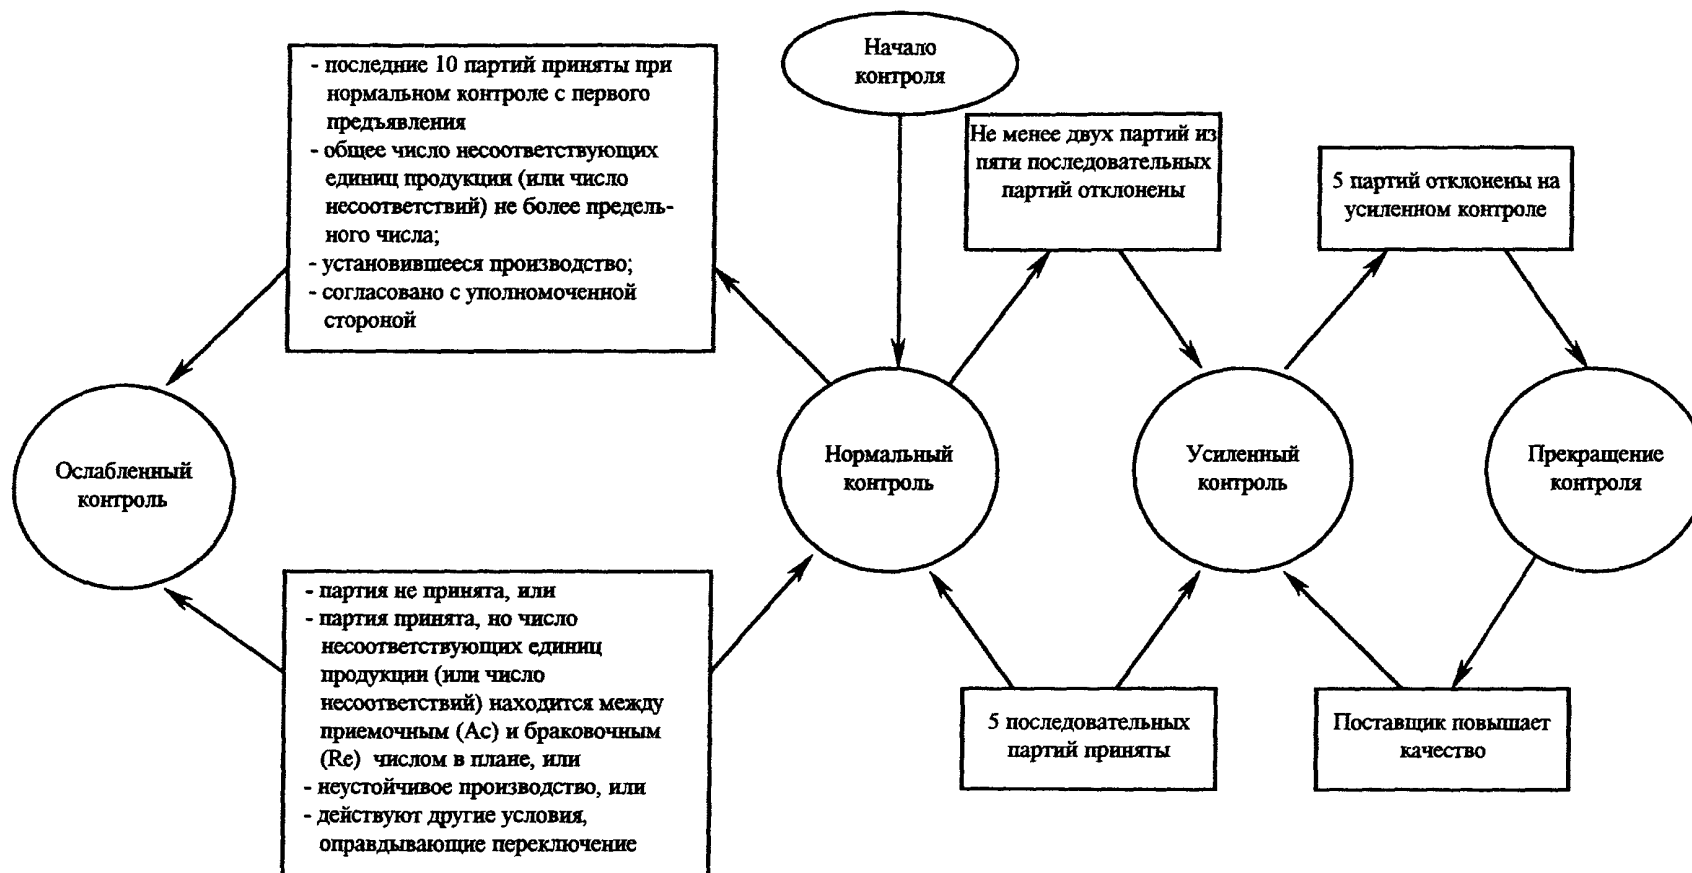 Начало
контроля
- последние 10 партий приняты при
нормальном контроле с первого
предъявления
- общее число несоответствующих
единиц продукции (или число
несоответствий) не более предель-
ного числа;
- установившееся производство;
- согласовано с уполномоченной
стороной
Не менее двух партий из
пяти последовательных
партий отклонены
5 партий отклонены на
усиленном контроле
Ослабленный
контроль
Нормальный
контроль
Усиленный
контроль
Прекращение
контроля
- партия не принята, или
- партия принята, но число
несоответствующих единиц
продукции (или число
несоответствий) находится между
приемочным (Ac) и браковочным
(Re) числом в плане, или
- неустойчивое производство, или
- действуют другие условия,
оправдывающие переключение
5 последовательных
партий приняты
Поставщик повышает
качество